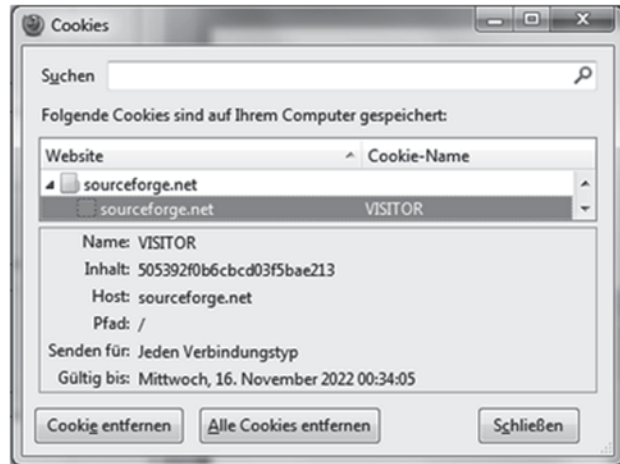 Cookies
Suchen
Folgende Cookies sind auf Ihrem Computer gespeichert:
Website Cookie-Name
sourceforge.net
sourceforge.net VISITOR
Name: VISITOR
Inhalt: 505392f0b6cbcd03f5bae213
Host: sourceforge.net
Pfad: /
Senden für: Jeden Verbindungstyp
Gültig bis: Mittwoch, 16. November 2022 00:34:05
Cookie entfernen Alle Cookies entfernen Schließen